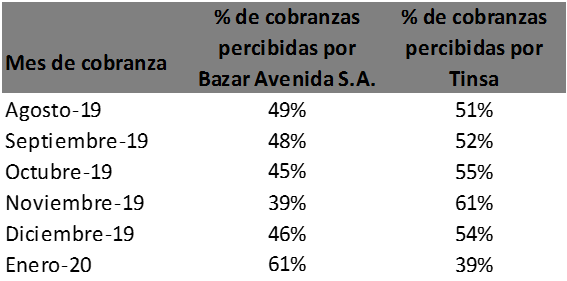 Mes de cobranza % de cobranzas percibidas por Bazar Avenida S.A. % de cobranzas percibidas por Tinsa
Agosto-19 49% 51%
Septiembre-19 48% 52%
Octubre-19 45% 55%
Noviembre-19 39% 61%
Diciembre-19 46% 54%
Enero-20 61% 39%